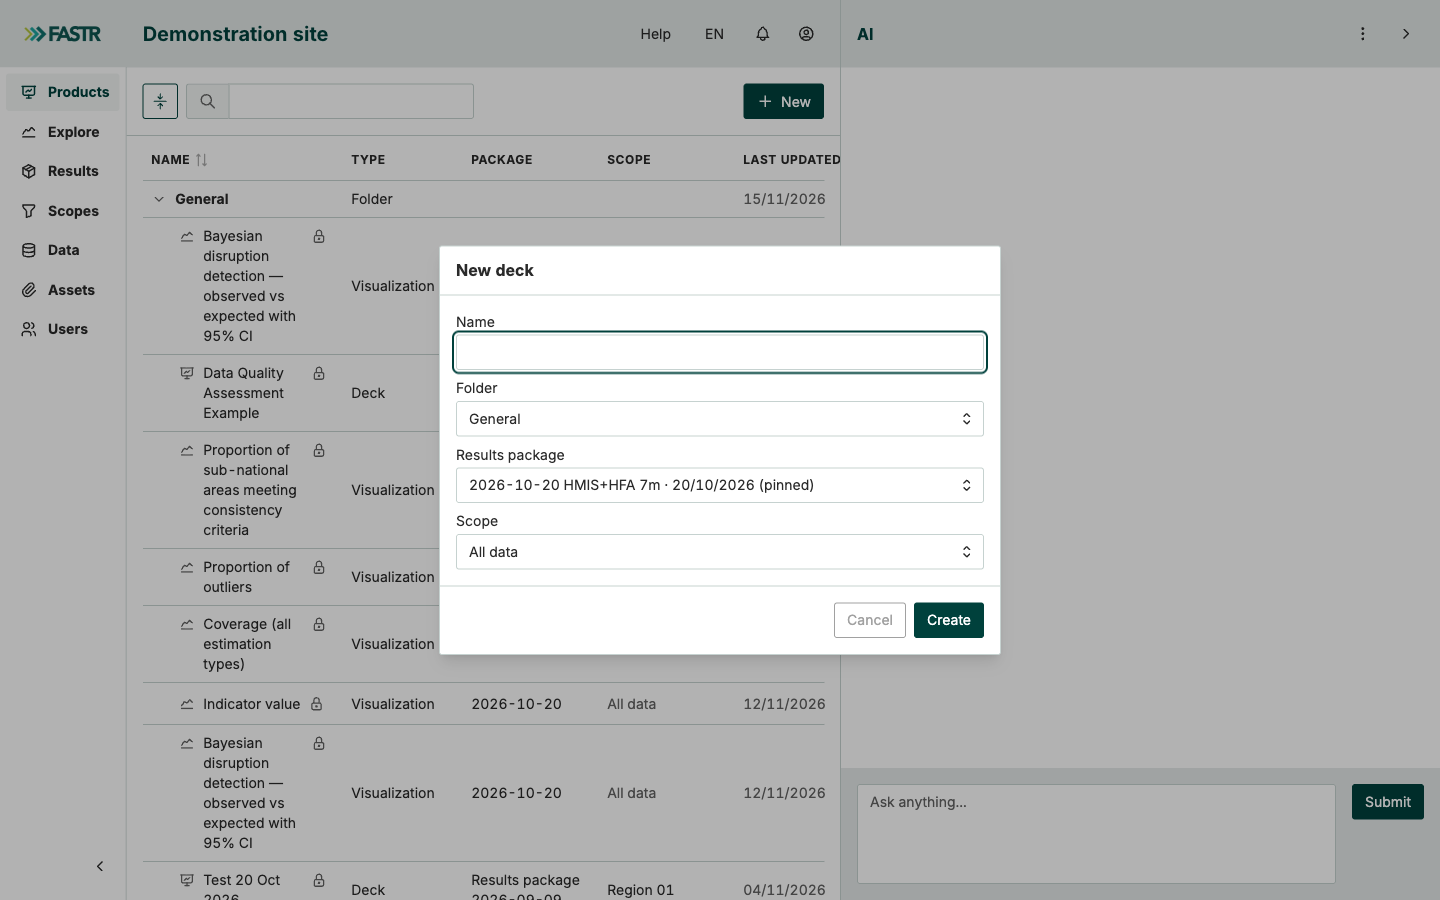 FASTR
Demonstration site
Help
EN
AI
Products
Explore
Results
Scopes
Data
Assets
Users
New
NAME
TYPE
PACKAGE
SCOPE
LAST UPDATED
General
Folder
15/11/2026
Bayesian
disruption
detection —
observed vs
expected with
95% CI
Visualization
Data Quality
Assessment
Example
Deck
Proportion of
sub-national
areas meeting
consistency
criteria
Visualization
Proportion of
outliers
Visualization
Coverage (all
estimation
types)
Visualization
Indicator value
Visualization
2026-10-20
All data
12/11/2026
Bayesian
disruption
detection —
observed vs
expected with
95% CI
Visualization
2026-10-20
All data
12/11/2026
Test 20 Oct
2026
Deck
Results package
2026-09-09
Region 01
04/11/2026
New deck
Name
Folder
General
Results package
2026-10-20 HMIS+HFA 7m · 20/10/2026 (pinned)
Scope
All data
Cancel
Create
Ask anything...
Submit